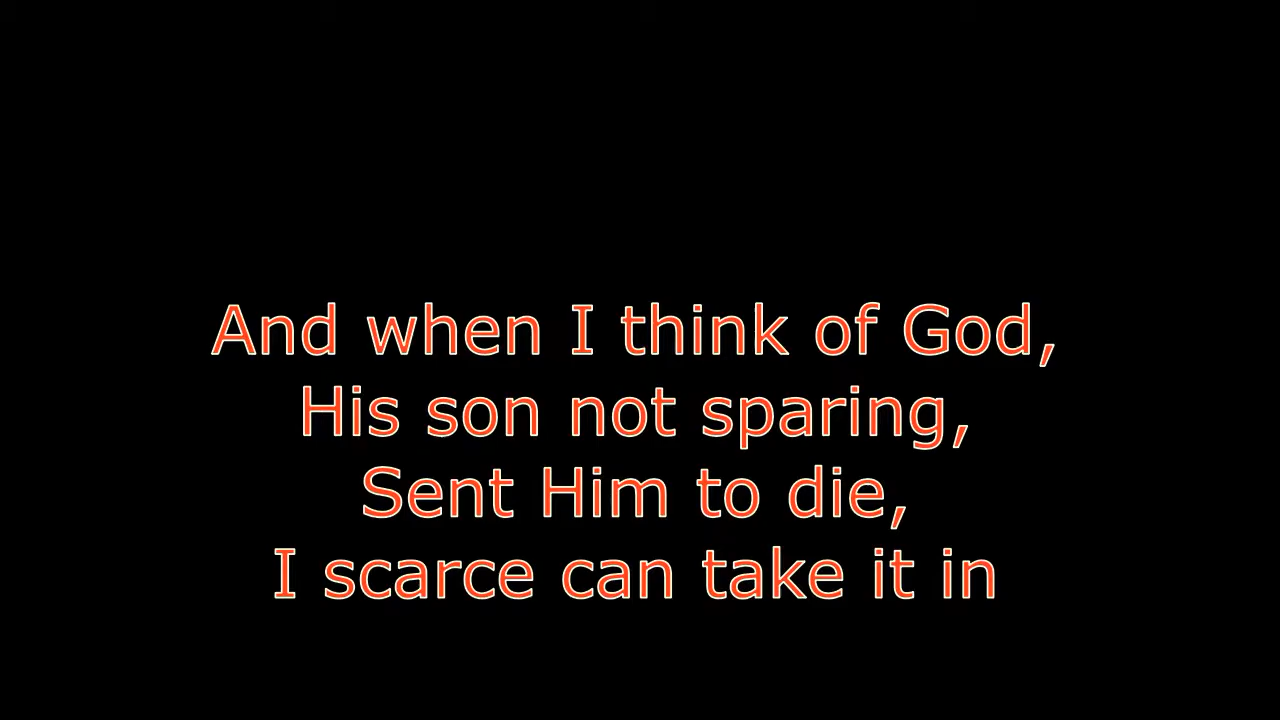 And when I think of God,
His son not sparing,
Sent Him to die,
I scarce can take it in